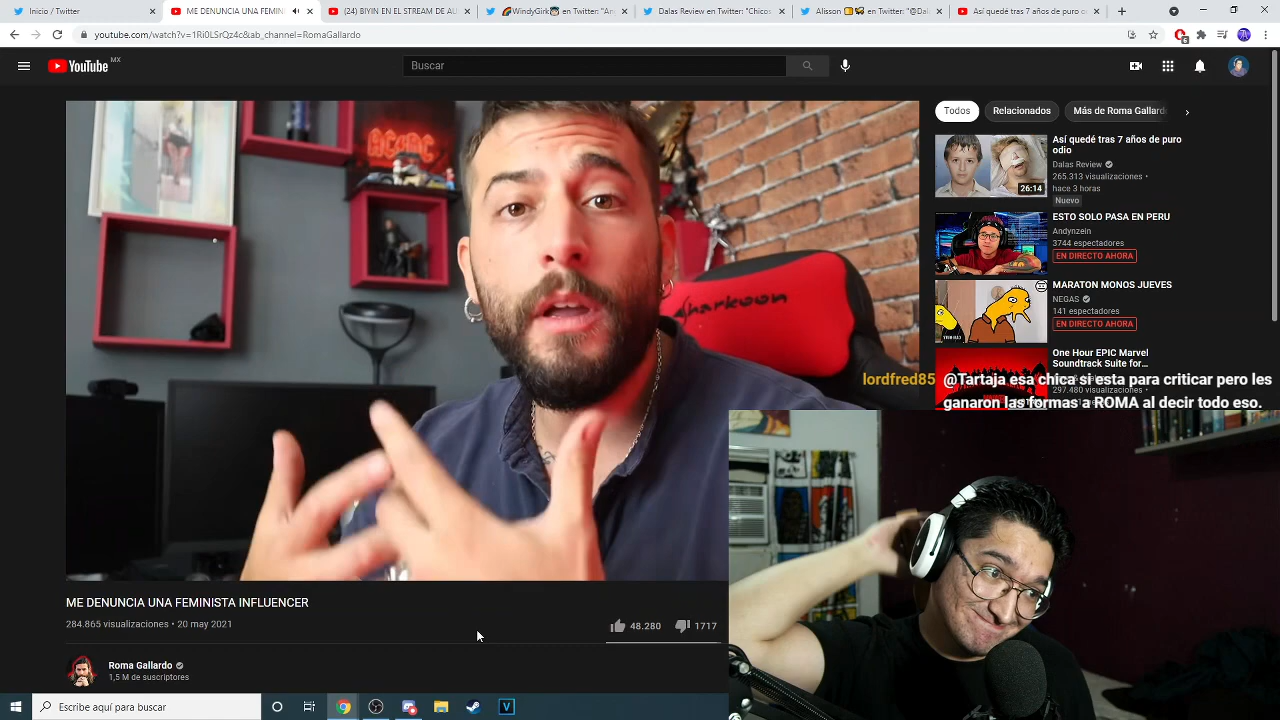 Inicio / Twitter
ME DENUNCIA UNA FEMINISTA INFLUEN
(24) BIYIN EN EL STREAM DE AU
WindyGirk en Twitter: "Ar
Dalas Review en Twitter: "Chicos
Alisson en Twitter: "@Dal
Así quedé tras 7 años de puro o
youtube.com/watch?v=1Ri0LSrQz4c&ab_channel=RomaGallardo
YouTube MX
Buscar
AC/DC
Sharkoon
Todos
Relacionados
Más de Roma Gallardo
Así quedé tras 7 años de puro
odio
Dalas Review
265.313 visualizaciones •
hace 3 horas
Nuevo
26:14
ESTO SOLO PASA EN PERU
Andynzein
3744 espectadores
EN DIRECTO AHORA
MARATON MONOS JUEVES
NEGAS
141 espectadores
EN DIRECTO AHORA
One Hour EPIC Marvel
Soundtrack Suite for...
297.480 visualizaciones •
lordfred85 @Tartaja esa chica si esta para criticar pero les
ganaron las formas a ROMA al decir todo eso.
ME DENUNCIA UNA FEMINISTA INFLUENCER
284.865 visualizaciones • 20 may 2021
48.280
1717
Roma Gallardo
1,5 M de suscriptores
Escribe aquí para buscar